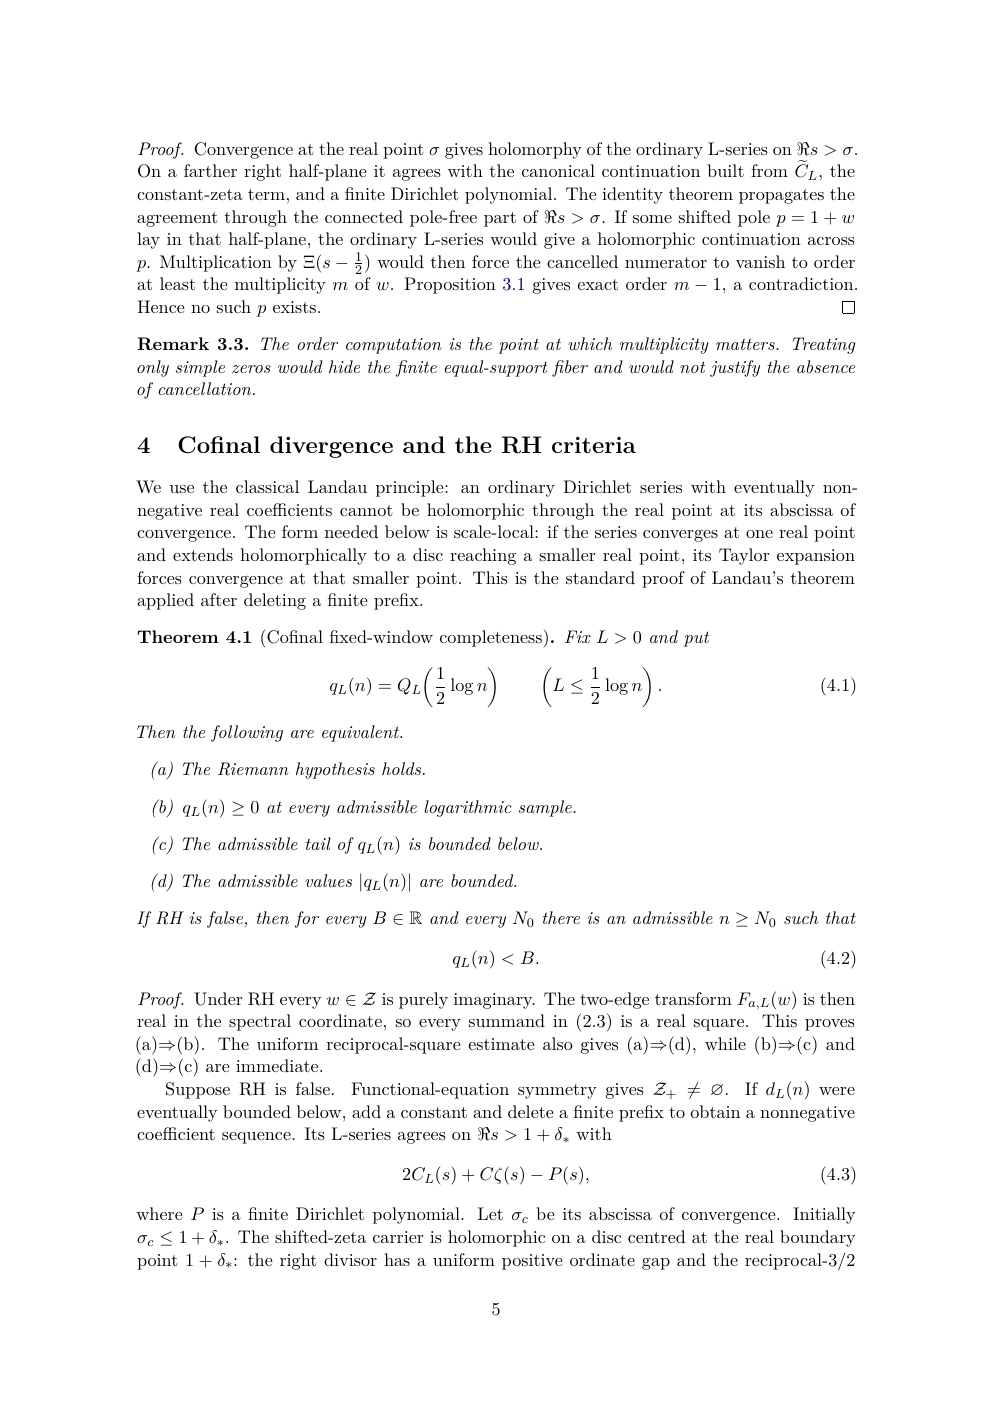 Proof. Convergence at the real point σ gives holomorphy of the ordinary L-series on ℜs > σ.
On a farther right half-plane it agrees with the canonical continuation built from C̃_L, the
constant-zeta term, and a finite Dirichlet polynomial. The identity theorem propagates the
agreement through the connected pole-free part of ℜs > σ. If some shifted pole p = 1 + w
lay in that half-plane, the ordinary L-series would give a holomorphic continuation across
p. Multiplication by Ξ(s − 1/2) would then force the cancelled numerator to vanish to order
at least the multiplicity m of w. Proposition 3.1 gives exact order m − 1, a contradiction.
Hence no such p exists. □
Remark 3.3. The order computation is the point at which multiplicity matters. Treating
only simple zeros would hide the finite equal-support fiber and would not justify the absence
of cancellation.
4 Cofinal divergence and the RH criteria
We use the classical Landau principle: an ordinary Dirichlet series with eventually non-
negative real coefficients cannot be holomorphic through the real point at its abscissa of
convergence. The form needed below is scale-local: if the series converges at one real point
and extends holomorphically to a disc reaching a smaller real point, its Taylor expansion
forces convergence at that smaller point. This is the standard proof of Landau's theorem
applied after deleting a finite prefix.
Theorem 4.1 (Cofinal fixed-window completeness). Fix L > 0 and put
q_L(n) = Q_L(1/2 log n) (L ≤ 1/2 log n). (4.1)
Then the following are equivalent.
(a) The Riemann hypothesis holds.
(b) q_L(n) ≥ 0 at every admissible logarithmic sample.
(c) The admissible tail of q_L(n) is bounded below.
(d) The admissible values |q_L(n)| are bounded.
If RH is false, then for every B ∈ ℝ and every N_0 there is an admissible n ≥ N_0 such that
q_L(n) < B. (4.2)
Proof. Under RH every w ∈ 𝒵 is purely imaginary. The two-edge transform F_{a,L}(w) is then
real in the spectral coordinate, so every summand in (2.3) is a real square. This proves
(a)⇒(b). The uniform reciprocal-square estimate also gives (a)⇒(d), while (b)⇒(c) and
(d)⇒(c) are immediate.
Suppose RH is false. Functional-equation symmetry gives 𝒵_+ ≠ ∅. If d_L(n) were
eventually bounded below, add a constant and delete a finite prefix to obtain a nonnegative
coefficient sequence. Its L-series agrees on ℜs > 1 + δ_* with
2C_L(s) + Cζ(s) − P(s), (4.3)
where P is a finite Dirichlet polynomial. Let σ_c be its abscissa of convergence. Initially
σ_c ≤ 1 + δ_*. The shifted-zeta carrier is holomorphic on a disc centred at the real boundary
point 1 + δ_*: the right divisor has a uniform positive ordinate gap and the reciprocal-3/2
5